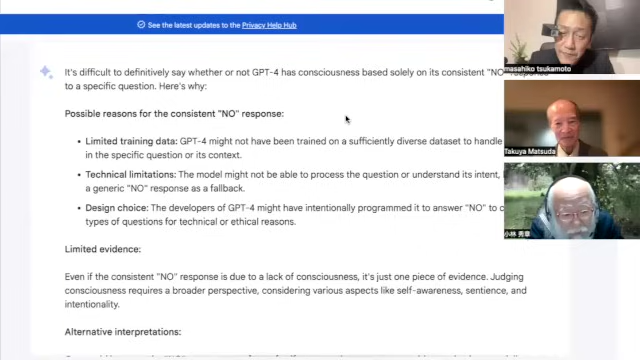 See the latest updates to the Privacy Help Hub
It's difficult to definitively say whether or not GPT-4 has consciousness based solely on its consistent "NO" response
to a specific question. Here's why:
Possible reasons for the consistent "NO" response:
Limited training data: GPT-4 might not have been trained on a sufficiently diverse dataset to handle
in the specific question or its context.
Technical limitations: The model might not be able to process the question or understand its intent,
a generic "NO" response as a fallback.
Design choice: The developers of GPT-4 might have intentionally programmed it to answer "NO" to
types of questions for technical or ethical reasons.
Limited evidence:
Even if the consistent "NO" response is due to a lack of consciousness, it's just one piece of evidence. Judging
consciousness requires a broader perspective, considering various aspects like self-awareness, sentience, and
intentionality.
Alternative interpretations:
masahiko tsukamoto
Takuya Matsuda
小林 秀章